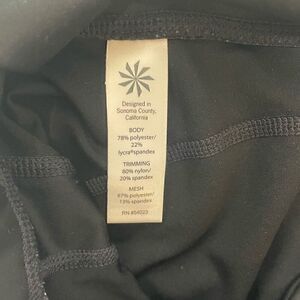 Designed in
Sonoma County,
California
BODY
78% polyester/
22%
lycra®spandex
TRIMMING
80% nylon/
20% spandex
MESH
87% polyester/
13% spandex
RN #54023